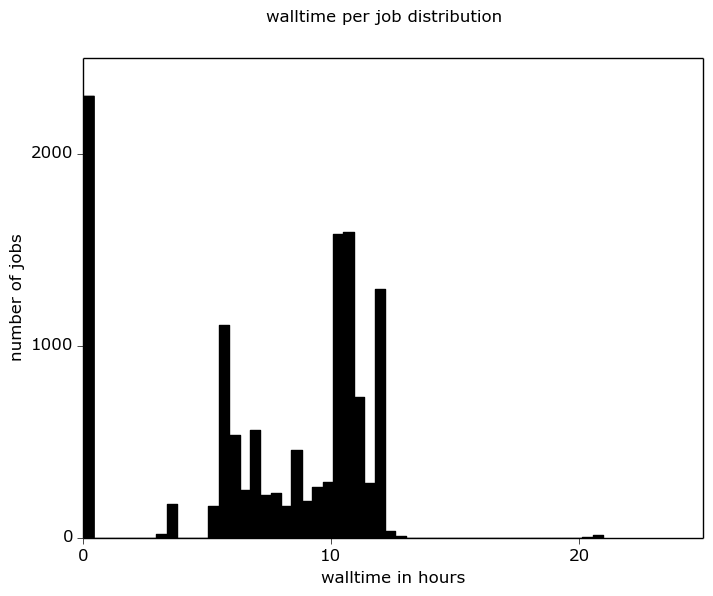 walltime per job distribution
number of jobs
2000
1000
0
0 10 20
walltime in hours